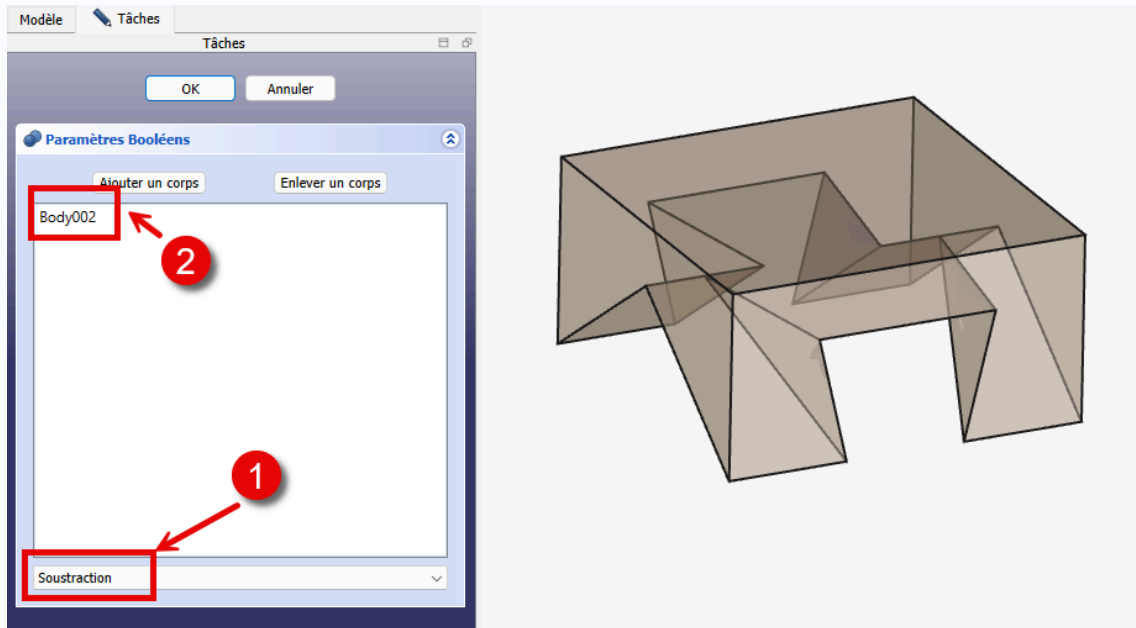 Modèle Tâches
Tâches
OK Annuler
Paramètres Booléens
Ajouter un corps Enlever un corps
Body002
2
1
Soustraction